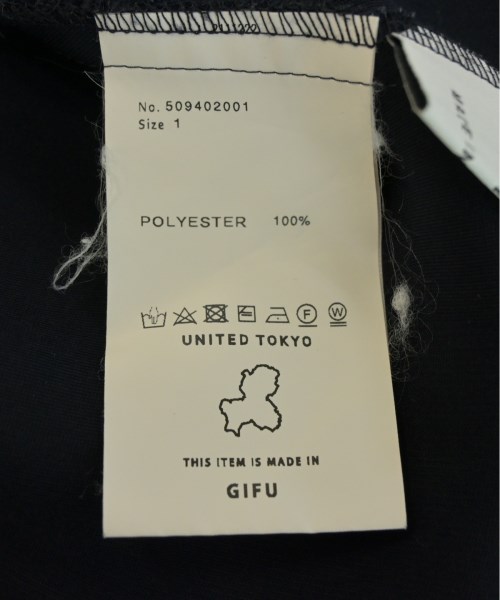 No. 509402001
Size 1
POLYESTER 100%
F W
UNITED TOKYO
THIS ITEM IS MADE IN
GIFU